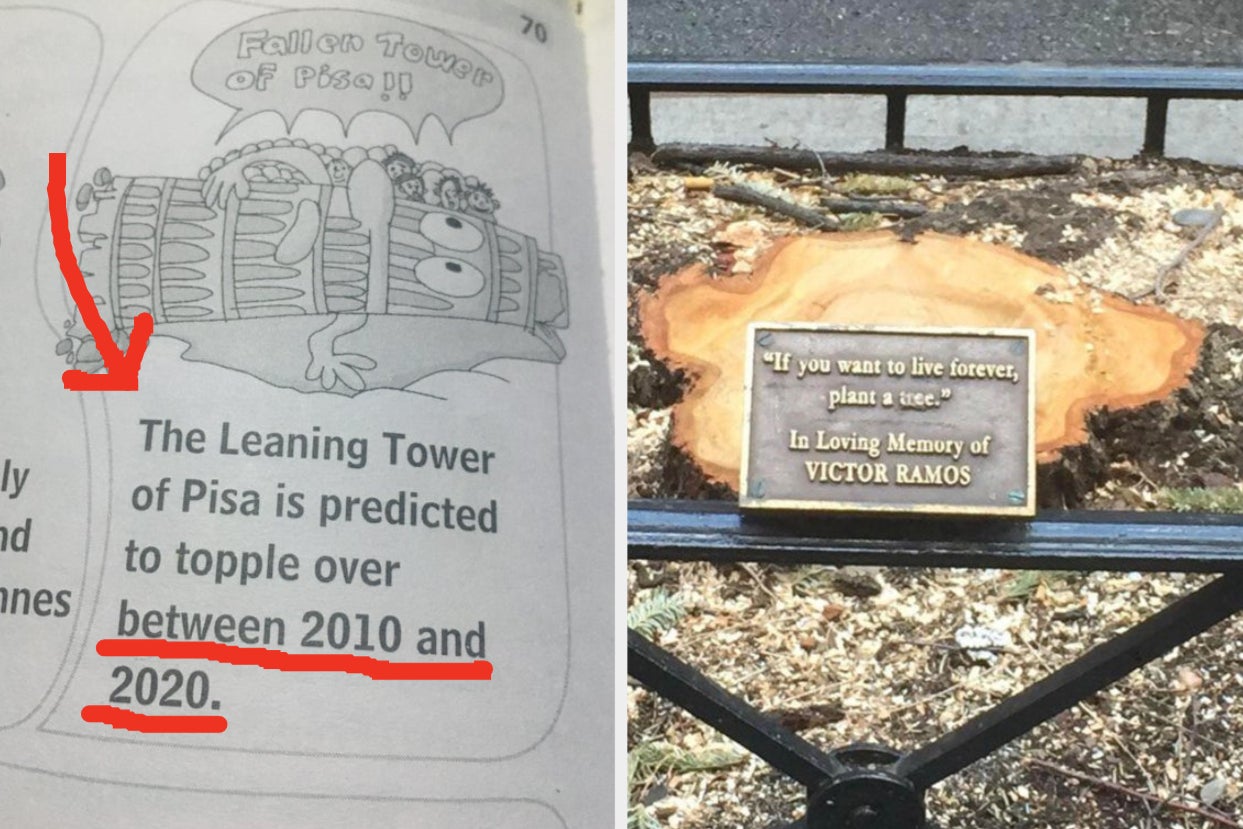 70
Fallen Tower
of Pisa!!
ly
nd
nnes
The Leaning Tower
of Pisa is predicted
to topple over
between 2010 and
2020.
"If you want to live forever,
plant a tree."
In Loving Memory of
VICTOR RAMOS